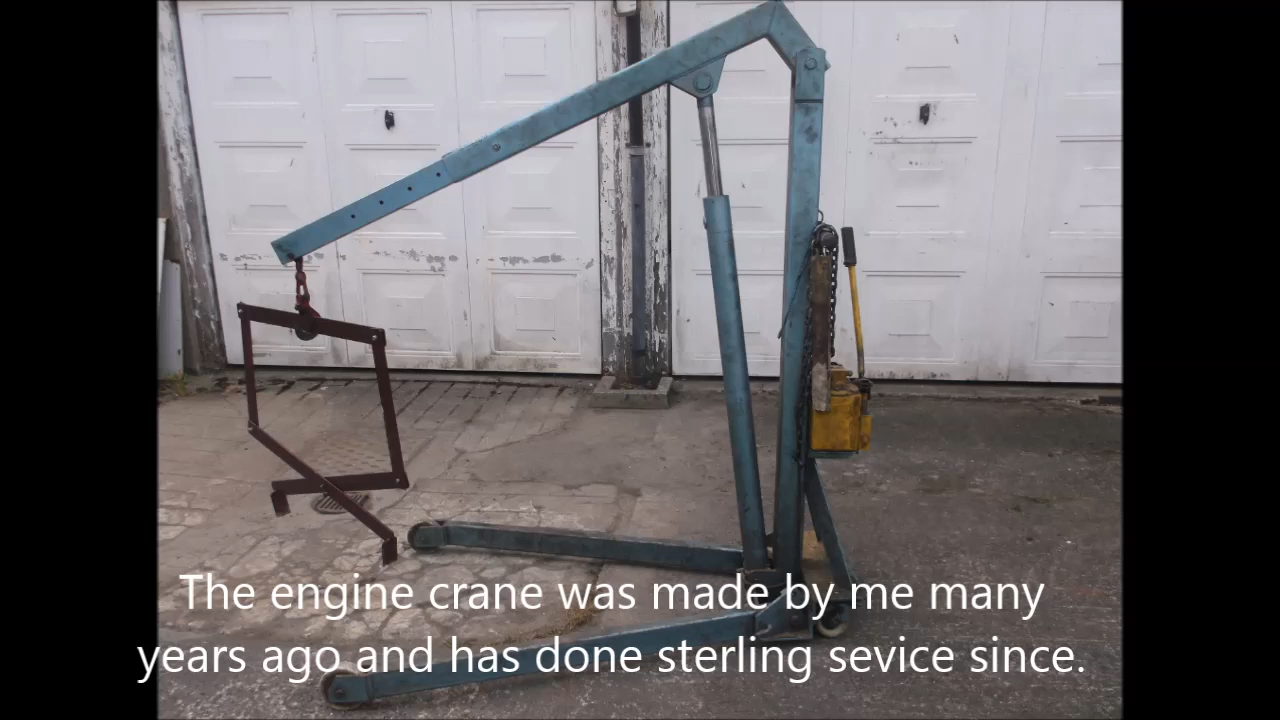 The engine crane was made by me many
years ago and has done sterling sevice since.